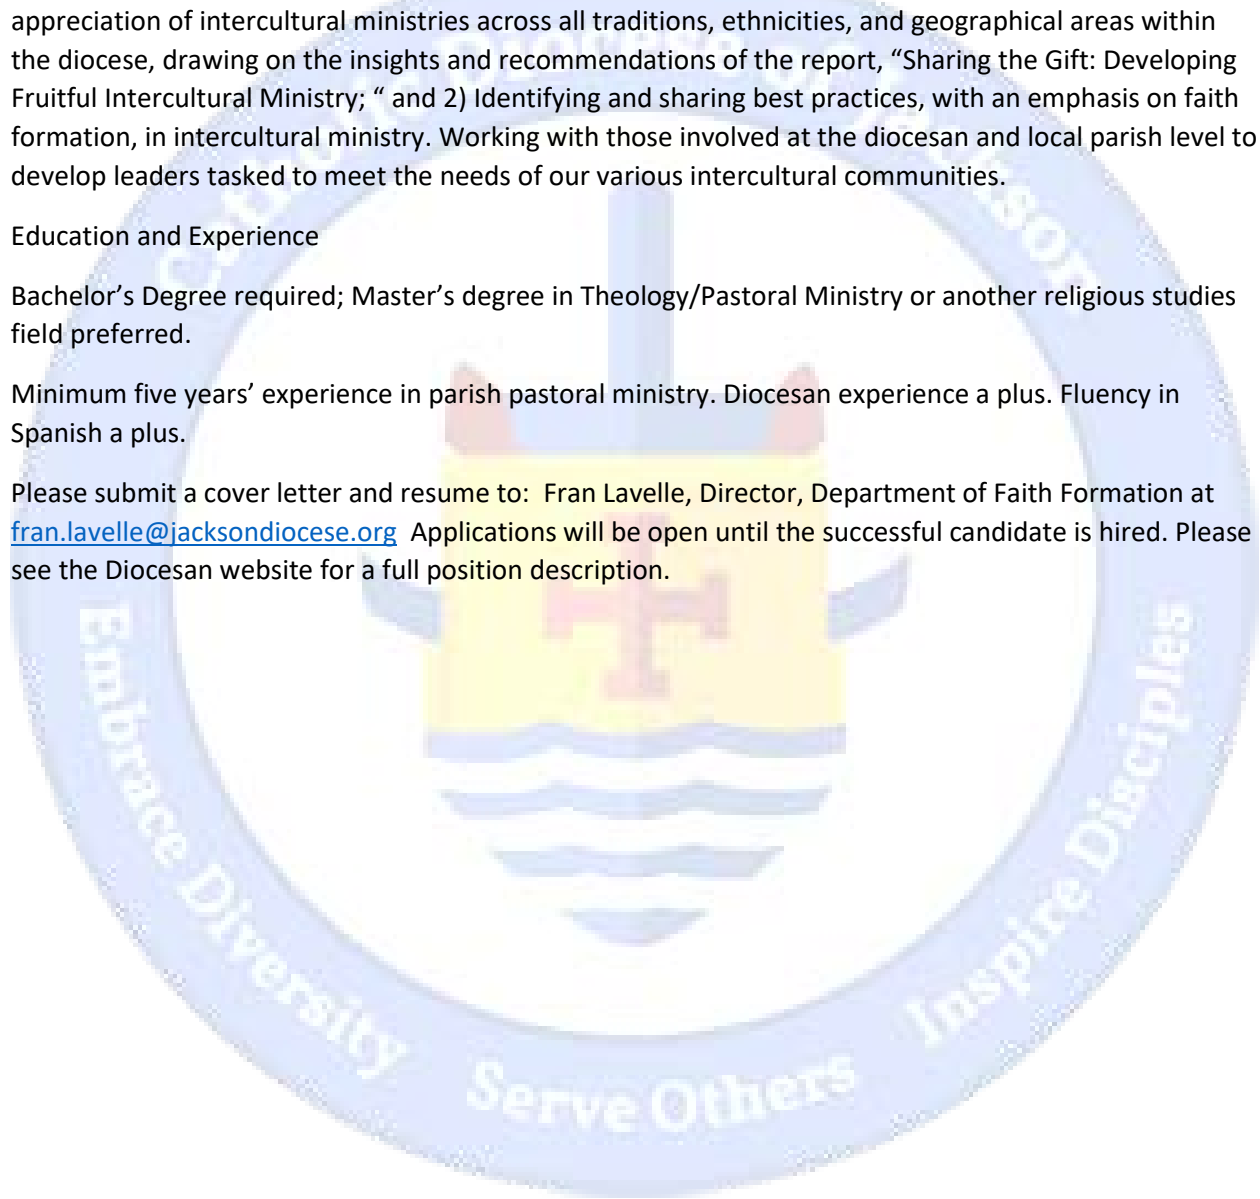 appreciation of intercultural ministries across all traditions, ethnicities, and geographical areas within
the diocese, drawing on the insights and recommendations of the report, “Sharing the Gift: Developing
Fruitful Intercultural Ministry; “ and 2) Identifying and sharing best practices, with an emphasis on faith
formation, in intercultural ministry. Working with those involved at the diocesan and local parish level to
develop leaders tasked to meet the needs of our various intercultural communities.
Education and Experience
Bachelor’s Degree required; Master’s degree in Theology/Pastoral Ministry or another religious studies
field preferred.
Minimum five years’ experience in parish pastoral ministry. Diocesan experience a plus. Fluency in
Spanish a plus.
Please submit a cover letter and resume to:  Fran Lavelle, Director, Department of Faith Formation at
fran.lavelle@jacksondiocese.org  Applications will be open until the successful candidate is hired. Please
see the Diocesan website for a full position description.
Catholic Diocese of Jackson
Embrace Diversity Serve Others Inspire Disciples